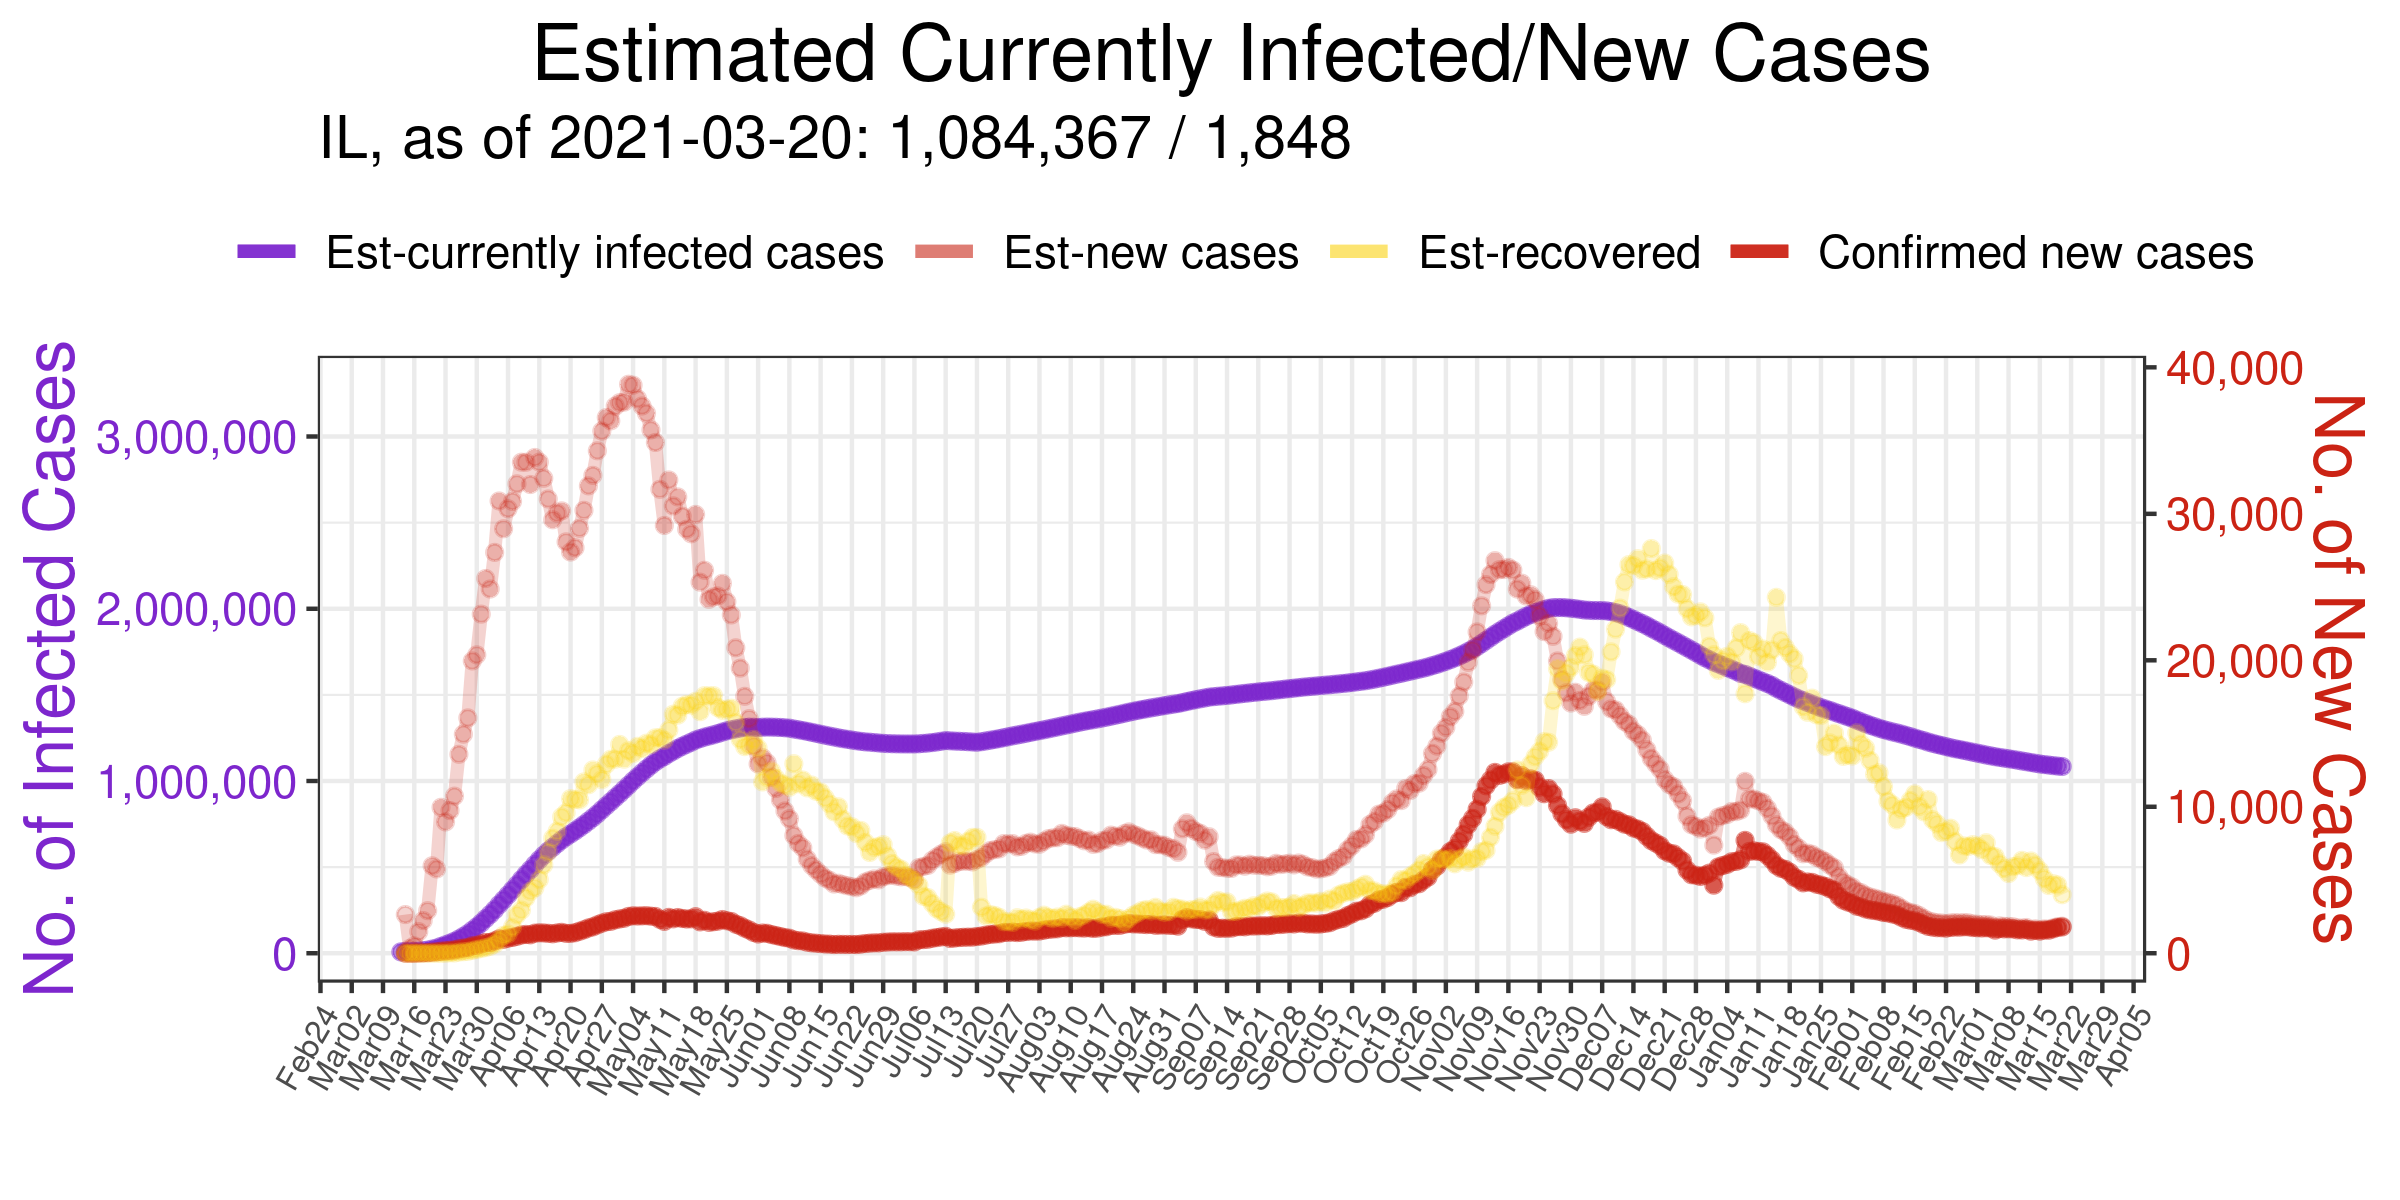 Estimated Currently Infected/New Cases
IL, as of 2021-03-20: 1,084,367 / 1,848
Est-currently infected cases
Est-new cases
Est-recovered
Confirmed new cases
No. of Infected Cases
3,000,000
2,000,000
1,000,000
0
40,000
30,000
20,000
10,000
0
No. of New Cases
Feb24
Mar02
Mar09
Mar16
Mar23
Mar30
Apr06
Apr13
Apr20
Apr27
May04
May11
May18
May25
Jun01
Jun08
Jun15
Jun22
Jun29
Jul06
Jul13
Jul20
Jul27
Aug03
Aug10
Aug17
Aug24
Aug31
Sep07
Sep14
Sep21
Sep28
Oct05
Oct12
Oct19
Oct26
Nov02
Nov09
Nov16
Nov23
Nov30
Dec07
Dec14
Dec21
Dec28
Jan04
Jan11
Jan18
Jan25
Feb01
Feb08
Feb15
Feb22
Mar01
Mar08
Mar15
Mar22
Mar29
Apr05